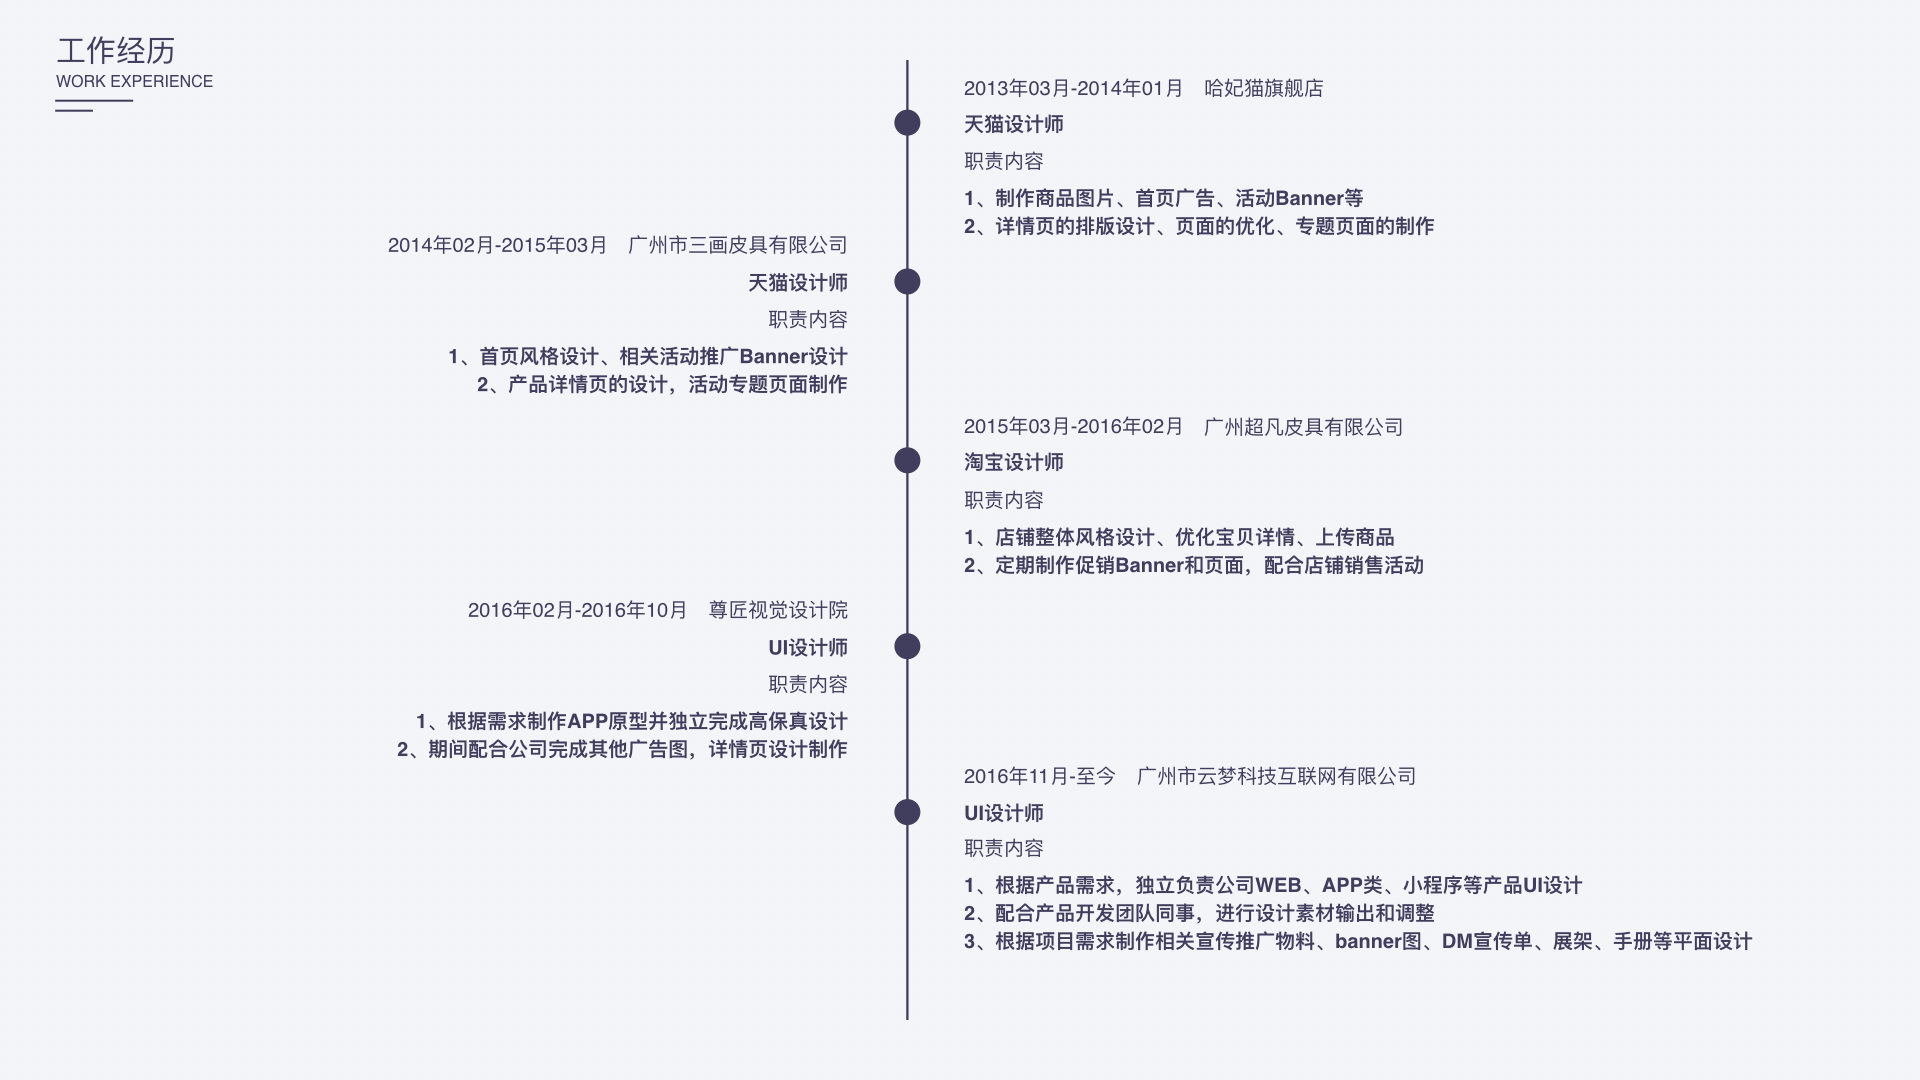 工作经历
WORK EXPERIENCE
2013年03月-2014年01月 哈妃猫旗舰店
天猫设计师
职责内容
1、制作商品图片、首页广告、活动Banner等
2、详情页的排版设计、页面的优化、专题页面的制作
2014年02月-2015年03月 广州市三画皮具有限公司
天猫设计师
职责内容
1、首页风格设计、相关活动推广Banner设计
2、产品详情页的设计，活动专题页面制作
2015年03月-2016年02月 广州超凡皮具有限公司
淘宝设计师
职责内容
1、店铺整体风格设计、优化宝贝详情、上传商品
2、定期制作促销Banner和页面，配合店铺销售活动
2016年02月-2016年10月 尊匠视觉设计院
UI设计师
职责内容
1、根据需求制作APP原型并独立完成高保真设计
2、期间配合公司完成其他广告图，详情页设计制作
2016年11月-至今 广州市云梦科技互联网有限公司
UI设计师
职责内容
1、根据产品需求，独立负责公司WEB、APP类、小程序等产品UI设计
2、配合产品开发团队同事，进行设计素材输出和调整
3、根据项目需求制作相关宣传推广物料、banner图、DM宣传单、展架、手册等平面设计